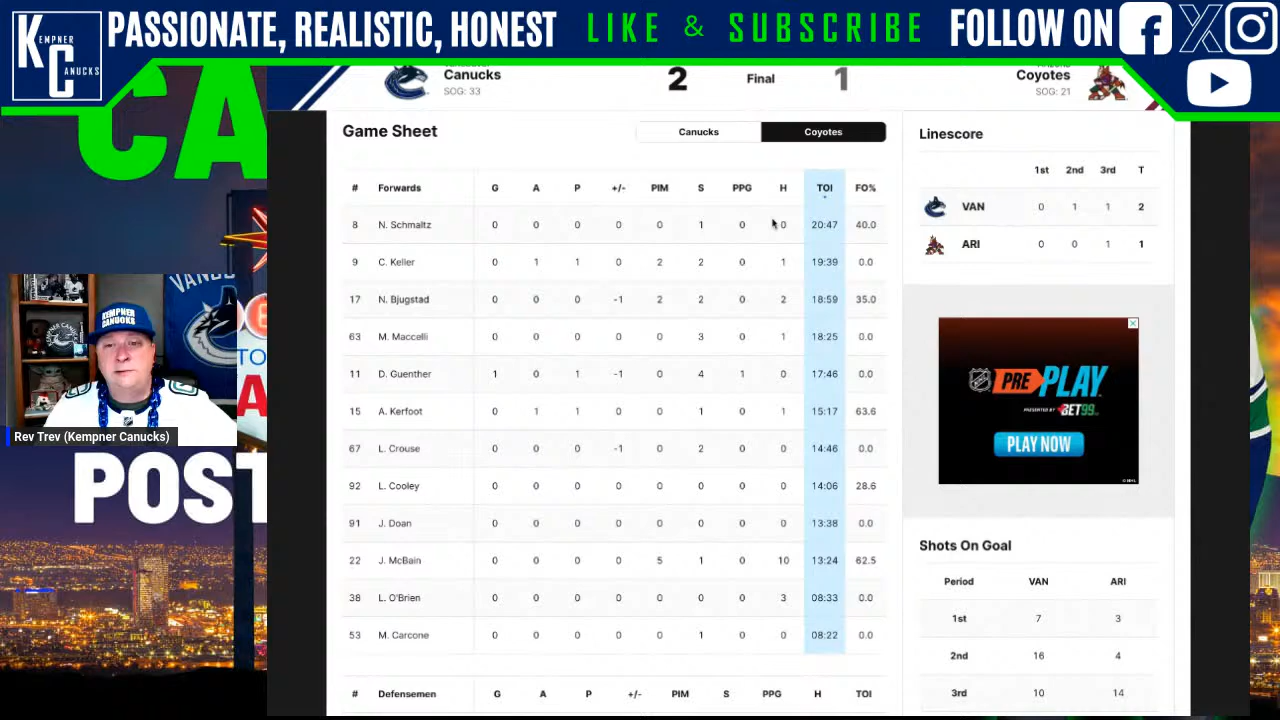 KEMPNER CANUCKS
PASSIONATE, REALISTIC, HONEST
LIKE & SUBSCRIBE
FOLLOW ON
CA
Canucks 2 Final 1 Coyotes
SOG: 33 SOG: 21
Game Sheet
Canucks Coyotes
# Forwards G A P +/- PIM S PPG H TOI FO%
8 N. Schmaltz 0 0 0 0 0 1 0 0 20:47 40.0
9 C. Keller 0 1 1 0 2 2 0 1 19:39 0.0
17 N. Bjugstad 0 0 0 -1 2 2 0 2 18:59 35.0
63 M. Maccelli 0 0 0 0 0 3 0 1 18:25 0.0
11 D. Guenther 1 0 1 -1 0 4 1 0 17:46 0.0
15 A. Kerfoot 0 1 1 0 0 1 0 1 15:17 63.6
67 L. Crouse 0 0 0 -1 0 2 0 0 14:46 0.0
92 L. Cooley 0 0 0 0 0 0 0 0 14:06 28.6
91 J. Doan 0 0 0 0 0 0 0 0 13:38 0.0
22 J. McBain 0 0 0 0 5 1 0 10 13:24 62.5
38 L. O'Brien 0 0 0 0 0 0 0 3 08:33 0.0
53 M. Carcone 0 0 0 0 0 1 0 0 08:22 0.0
# Defensemen G A P +/- PIM S PPG H TOI
Linescore
1st 2nd 3rd T
VAN 0 1 1 2
ARI 0 0 1 1
NHL PRE PLAY
PRESENTED BY BET99
PLAY NOW
© NHL
Shots On Goal
Period VAN ARI
1st 7 3
2nd 16 4
3rd 10 14
KEMPNER
CANUCKS
Rev Trev (Kempner Canucks)
TO
A
POST